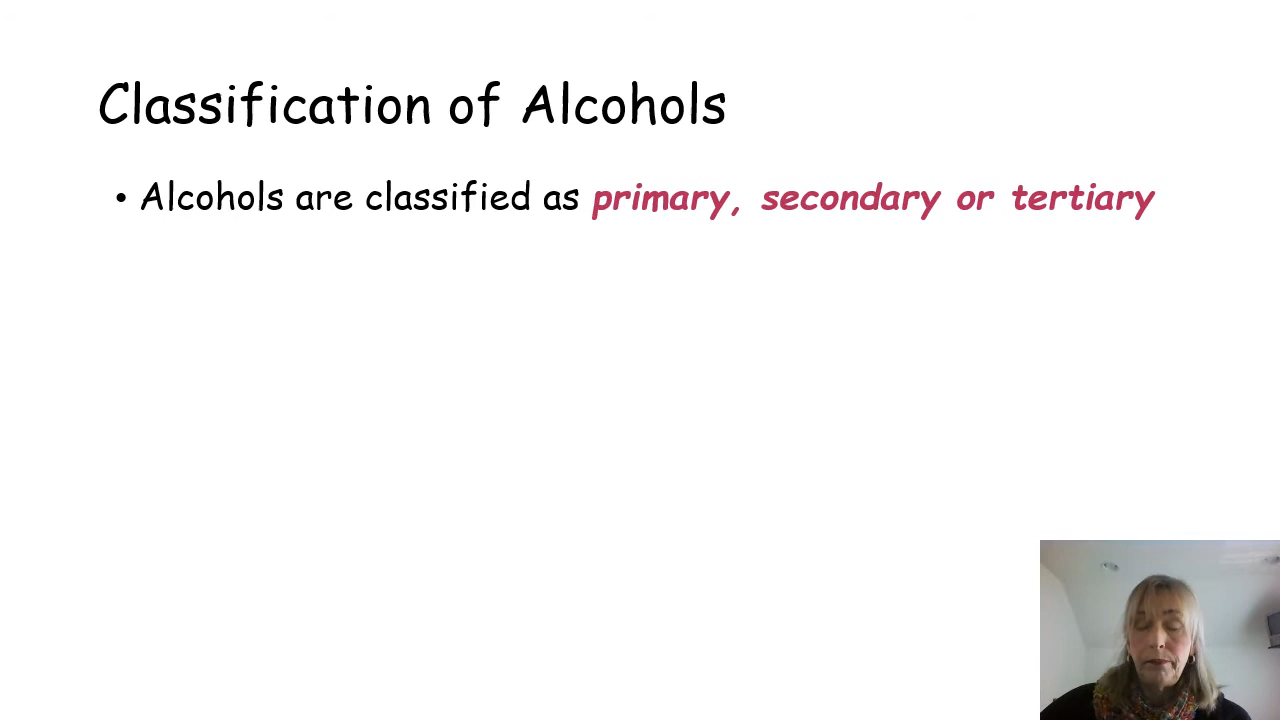 Classification of Alcohols
• Alcohols are classified as primary, secondary or tertiary